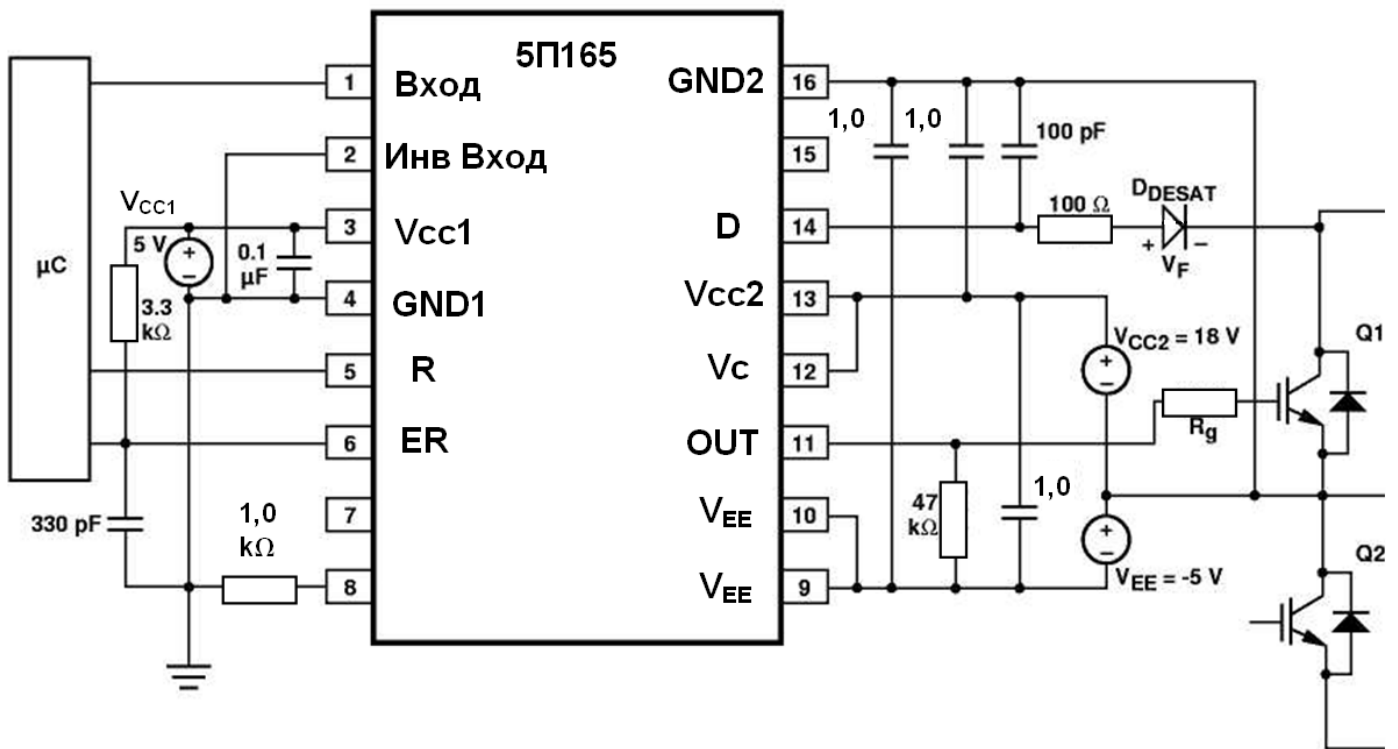 5П165
µC
1
Вход
2
Инв Вход
VCC1
3
Vcc1
5 V
+
−
0.1
µF
4
GND1
3.3
kΩ
5
R
6
ER
330 pF
7
1,0
kΩ
8
GND2
16
1,0
1,0
100 pF
15
D
14
100 Ω
DDESAT
+
−
VF
Vcc2
13
VCC2 = 18 V
+
−
Vc
12
Q1
OUT
11
Rg
VEE
10
47
kΩ
1,0
+
−
VEE
9
VEE = -5 V
Q2